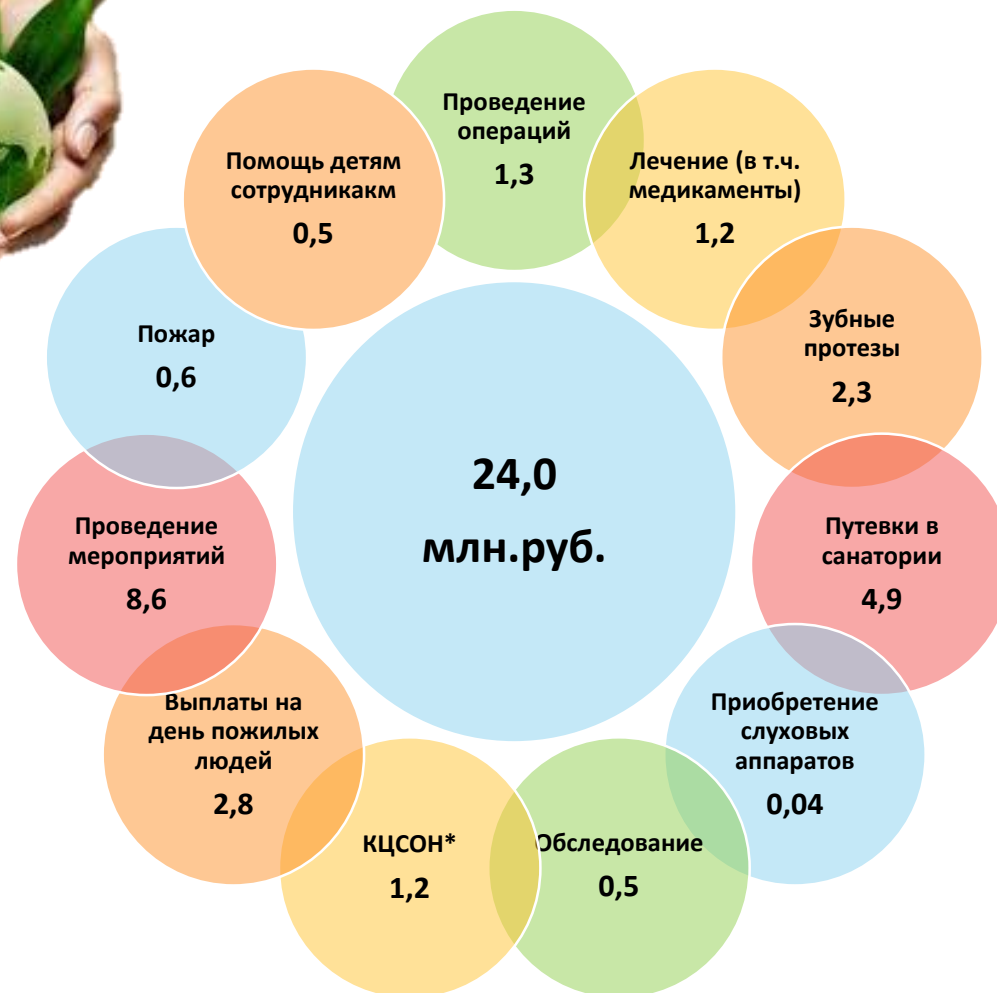 Проведение
операций
1,3
Лечение (в т.ч.
медикаменты)
1,2
Зубные
протезы
2,3
Путевки в
санатории
4,9
Приобретение
слуховых
аппаратов
0,04
Обследование
0,5
КЦСОН*
1,2
Выплаты на
день пожилых
людей
2,8
Проведение
мероприятий
8,6
Пожар
0,6
Помощь детям
сотрудникакм
0,5
24,0
млн.руб.